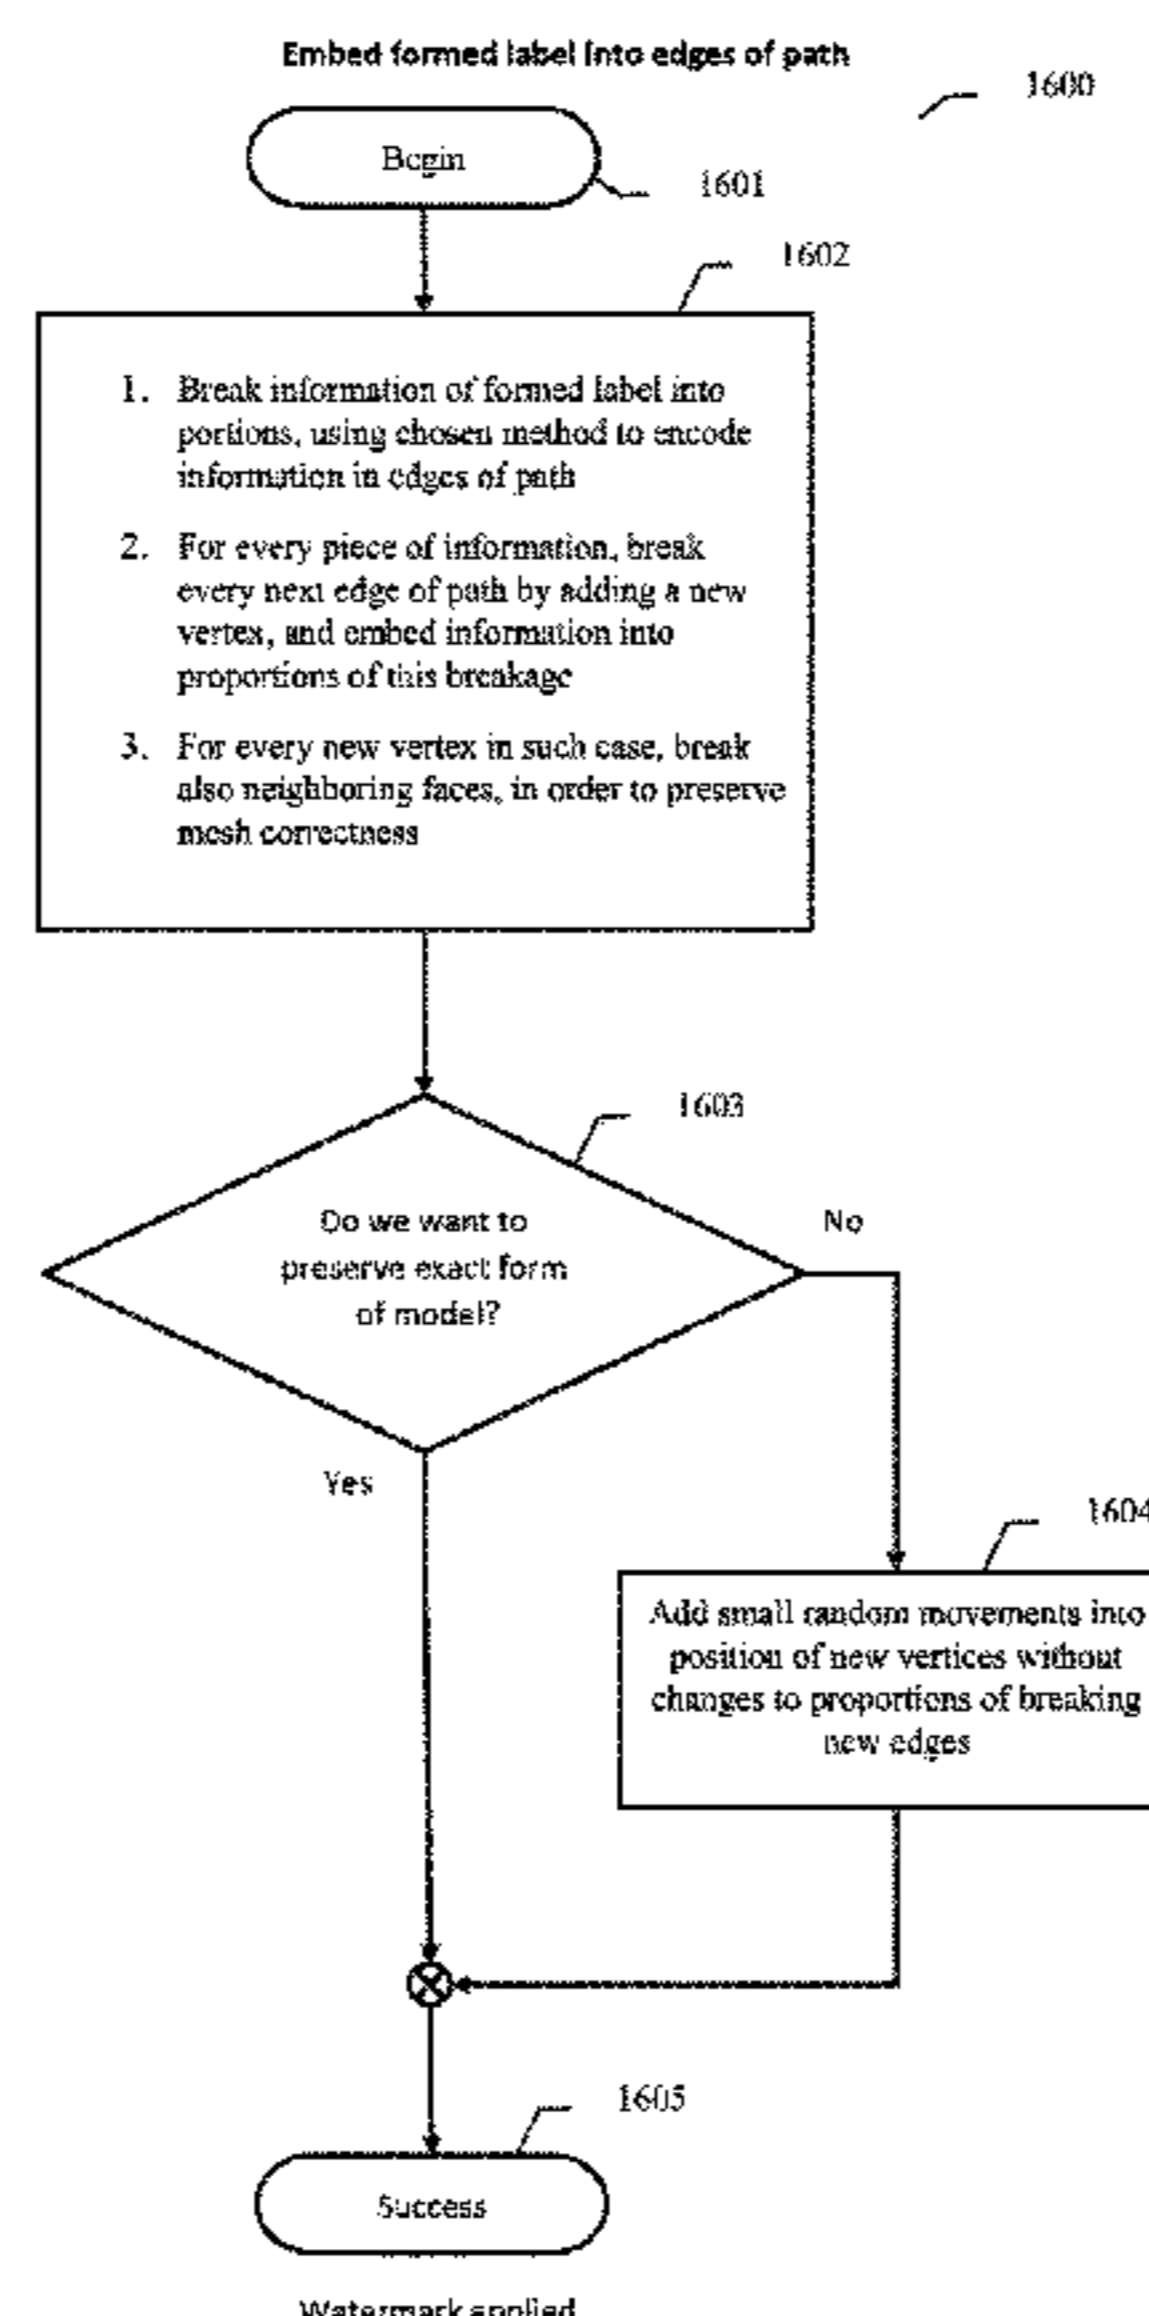 Embed formed label into edges of path
1600
Begin
1601
1602
1. Break information of formed label into
portions, using chosen method to encode
information in edges of path
2. For every piece of information, break
every next edge of path by adding a new
vertex, and embed information into
proportions of this breakage
3. For every new vertex in such case, break
also neighboring faces, in order to preserve
mesh correctness
1603
Do we want to
preserve exact form
of model?
No
Yes
1604
Add small random movements into
position of new vertices without
changes to proportions of breaking
new edges
1605
Success
Watermark applied